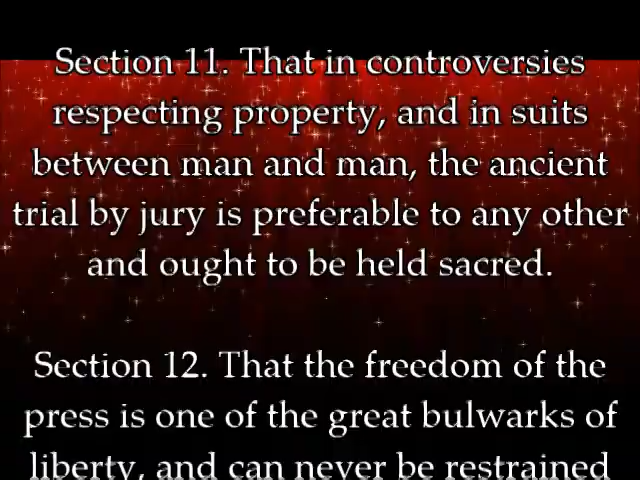 Section 11. That in controversies
respecting property, and in suits
between man and man, the ancient
trial by jury is preferable to any other
and ought to be held sacred.
Section 12. That the freedom of the
press is one of the great bulwarks of
liberty, and can never be restrained